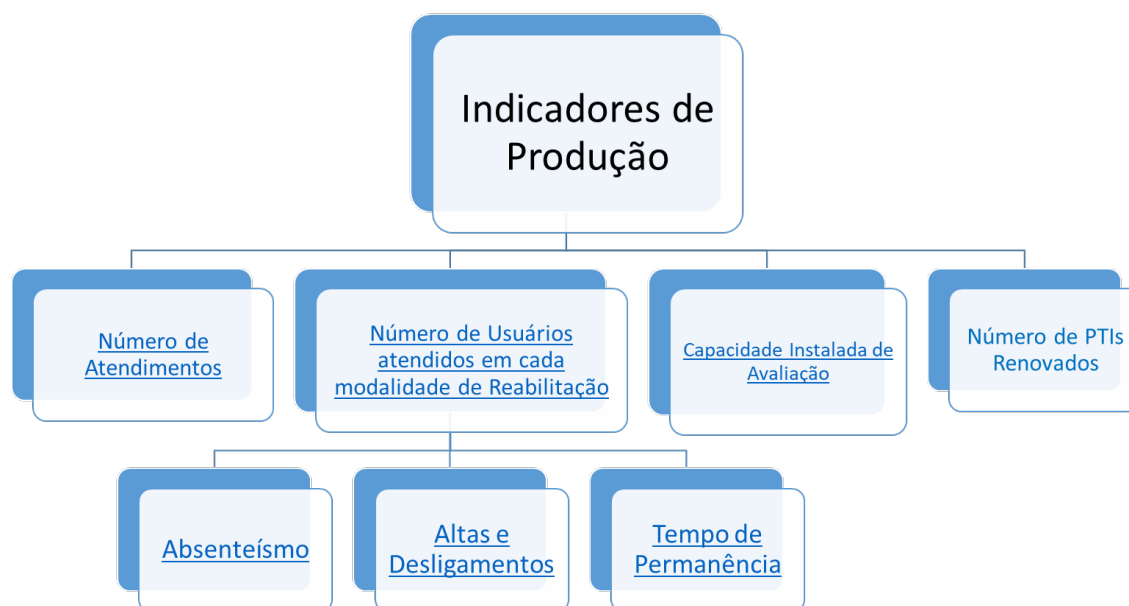 Indicadores de
Produção
Número de
Atendimentos
Número de Usuários
atendidos em cada
modalidade de Reabilitação
Capacidade Instalada de
Avaliação
Número de PTIs
Renovados
Absenteísmo
Altas e
Desligamentos
Tempo de
Permanência